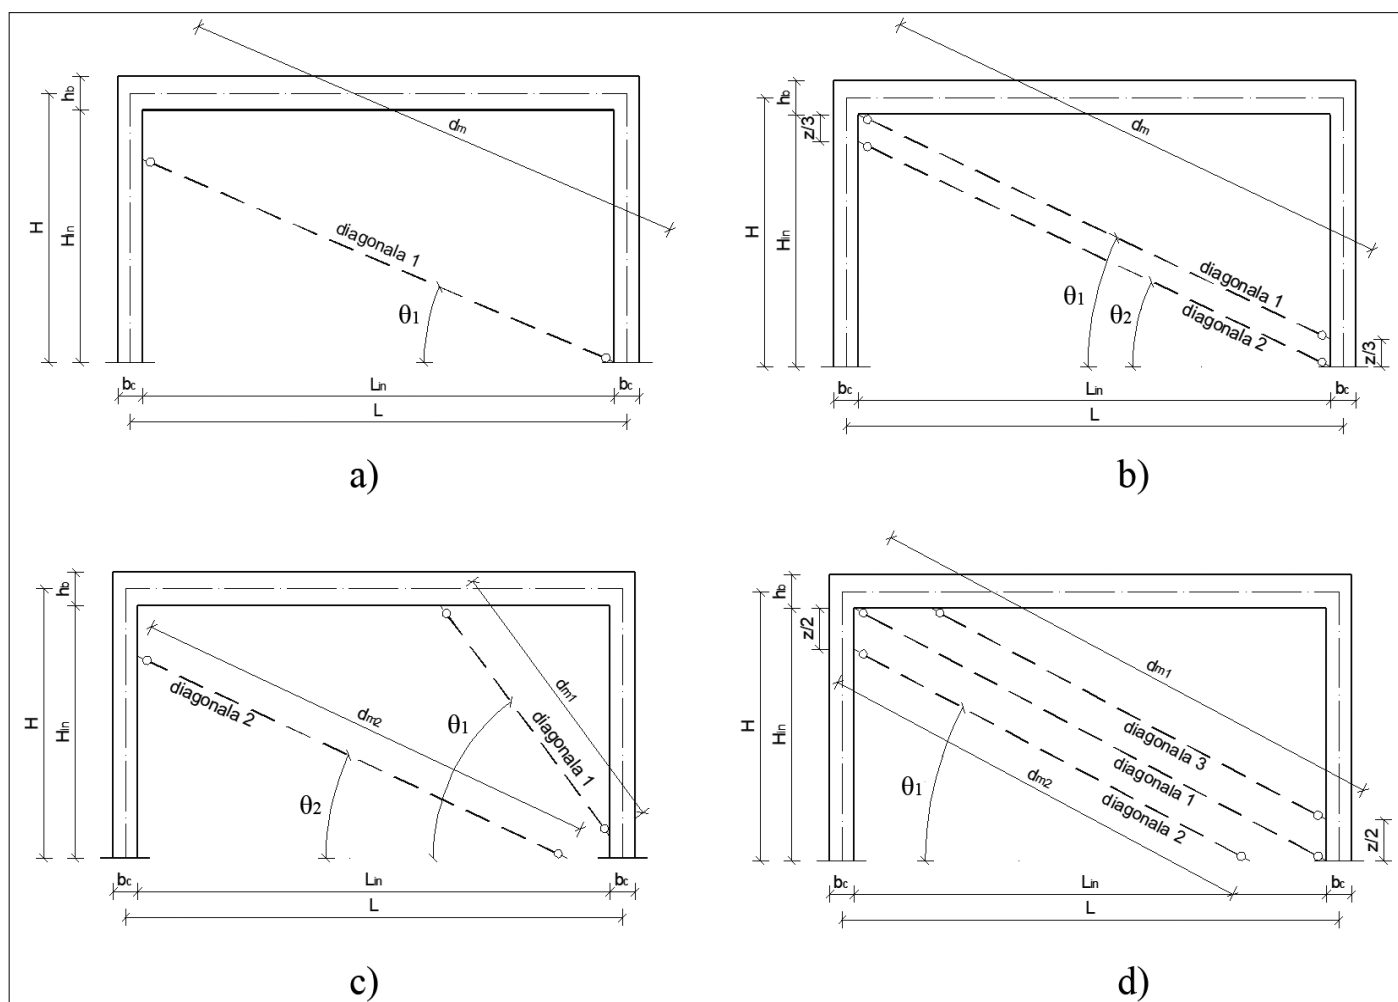 dm
hb
H
Hin
diagonala 1
θ1
bc
Lin
bc
L
a)
dm
hb
z/3
H
Hin
θ1
θ2
diagonala 1
diagonala 2
z/3
bc
Lin
bc
L
b)
hb
H
Hin
diagonala 2
dm2
dm1
θ1
diagonala 1
θ2
bc
Lin
bc
L
c)
hb
z/2
H
Hin
dm1
diagonala 3
diagonala 1
diagonala 2
dm2
θ1
z/2
bc
Lin
bc
L
d)